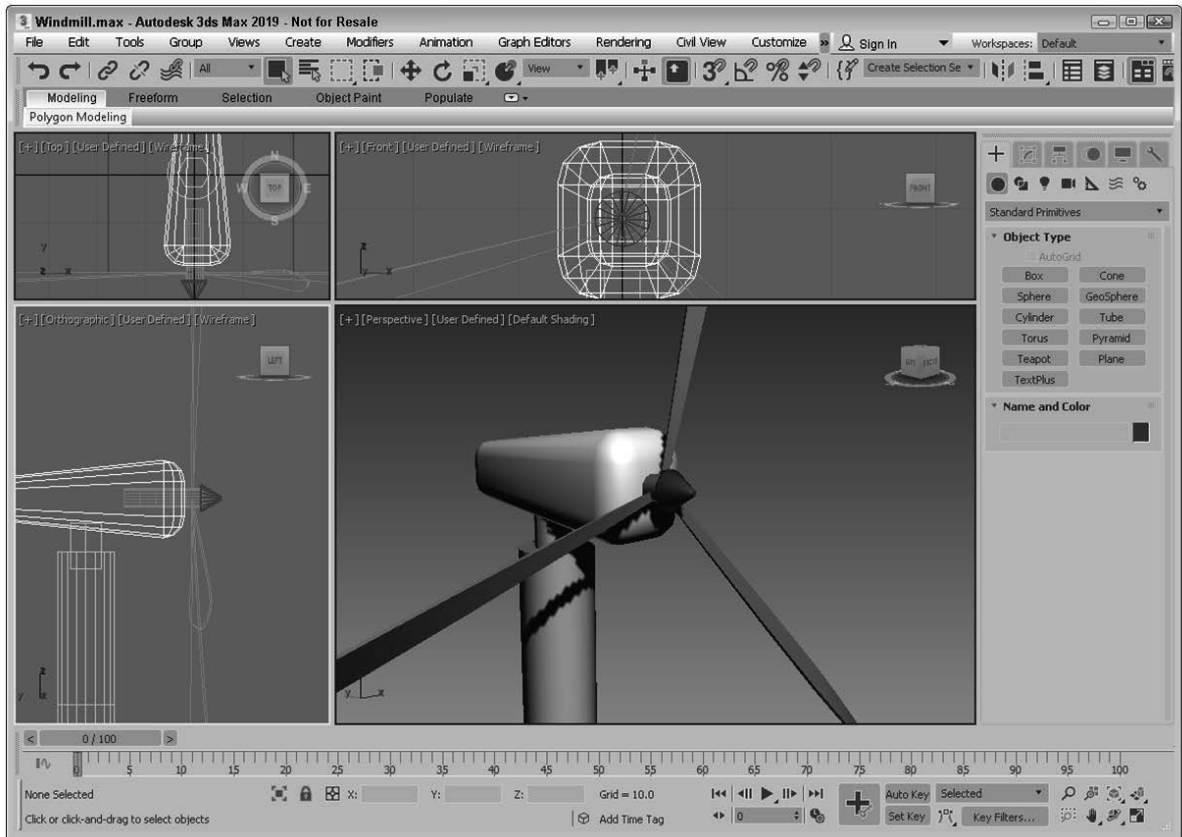 Windmill.max - Autodesk 3ds Max 2019 - Not for Resale
File Edit Tools Group Views Create Modifiers Animation Graph Editors Rendering Civil View Customize » Sign In Workspaces: Default
All View Create Selection Se
Modeling Freeform Selection Object Paint Populate
Polygon Modeling
[+] [Top] [User Defined] [Wireframe]
N
W TOP E
S
y
z x
[+] [Front] [User Defined] [Wireframe]
FRONT
z
y x
[+] [Orthographic] [User Defined] [Wireframe]
LEFT
z
y x
[+] [Perspective] [User Defined] [Default Shading]
y x
Standard Primitives
Object Type
AutoGrid
Box Cone
Sphere GeoSphere
Cylinder Tube
Torus Pyramid
Teapot Plane
TextPlus
Name and Color
< 0 / 100 >
0 5 10 15 20 25 30 35 40 45 50 55 60 65 70 75 80 85 90 95 100
None Selected X: Y: Z: Grid = 10.0 Auto Key Selected
Click or click-and-drag to select objects Add Time Tag 0 Set Key Key Filters...